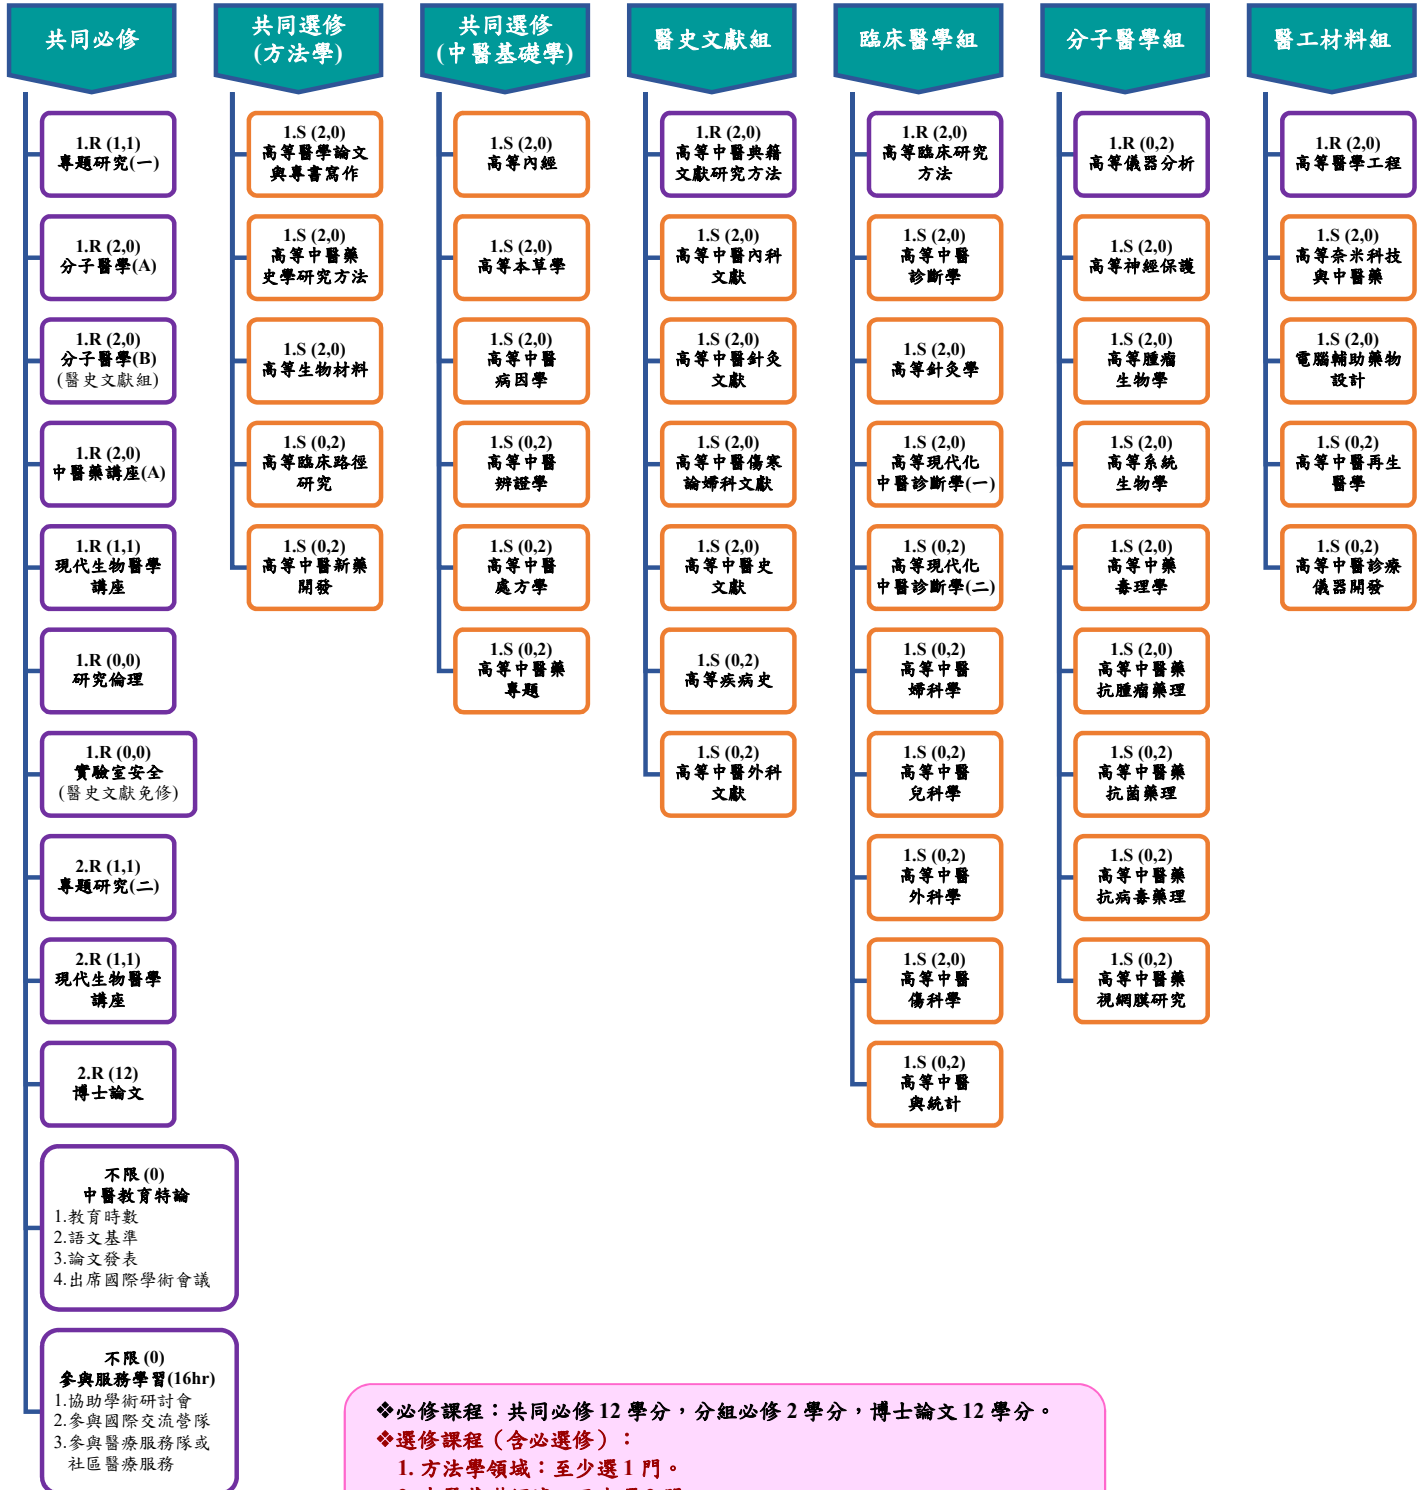 共同必修
1.R (1,1)
專題研究(一)
1.R (2,0)
分子醫學(A)
1.R (2,0)
分子醫學(B)
(醫史文獻組)
1.R (2,0)
中醫藥講座(A)
1.R (1,1)
現代生物醫學
講座
1.R (0,0)
研究倫理
1.R (0,0)
實驗室安全
(醫史文獻免修)
2.R (1,1)
專題研究(二)
2.R (1,1)
現代生物醫學
講座
2.R (12)
博士論文
不限 (0)
中醫教育特論
1.教育時數
2.語文基準
3.論文發表
4.出席國際學術會議
不限 (0)
參與服務學習(16hr)
1.協助學術研討會
2.參與國際交流營隊
3.參與醫療服務隊或
社區醫療服務
共同選修
(方法學)
1.S (2,0)
高等醫學論文
與專書寫作
1.S (2,0)
高等中醫藥
史學研究方法
1.S (2,0)
高等生物材料
1.S (0,2)
高等臨床路徑
研究
1.S (0,2)
高等中醫新藥
開發
共同選修
(中醫基礎學)
1.S (2,0)
高等內經
1.S (2,0)
高等本草學
1.S (2,0)
高等中醫
病因學
1.S (0,2)
高等中醫
辨證學
1.S (0,2)
高等中醫
處方學
1.S (0,2)
高等中醫藥
專題
醫史文獻組
1.R (2,0)
高等中醫典籍
文獻研究方法
1.S (2,0)
高等中醫內科
文獻
1.S (2,0)
高等中醫針灸
文獻
1.S (2,0)
高等中醫傷寒
論婦科文獻
1.S (2,0)
高等中醫史
文獻
1.S (0,2)
高等疾病史
1.S (0,2)
高等中醫外科
文獻
臨床醫學組
1.R (2,0)
高等臨床研究
方法
1.S (2,0)
高等中醫
診斷學
1.S (2,0)
高等針灸學
1.S (2,0)
高等現代化
中醫診斷學(一)
1.S (0,2)
高等現代化
中醫診斷學(二)
1.S (0,2)
高等中醫
婦科學
1.S (0,2)
高等中醫
兒科學
1.S (0,2)
高等中醫
外科學
1.S (2,0)
高等中醫
傷科學
1.S (0,2)
高等中醫
與統計
分子醫學組
1.R (0,2)
高等儀器分析
1.S (2,0)
高等神經保護
1.S (2,0)
高等腫瘤
生物學
1.S (2,0)
高等系統
生物學
1.S (2,0)
高等中藥
毒理學
1.S (2,0)
高等中醫藥
抗腫瘤藥理
1.S (0,2)
高等中醫藥
抗菌藥理
1.S (0,2)
高等中醫藥
抗病毒藥理
1.S (0,2)
高等中醫藥
視網膜研究
醫工材料組
1.R (2,0)
高等醫學工程
1.S (2,0)
高等奈米科技
與中醫藥
1.S (2,0)
電腦輔助藥物
設計
1.S (0,2)
高等中醫再生
醫學
1.S (0,2)
高等中醫診療
儀器開發
❖必修課程：共同必修 12 學分，分組必修 2 學分，博士論文 12 學分。
❖選修課程（含必選修）：
1. 方法學領域：至少選 1 門。